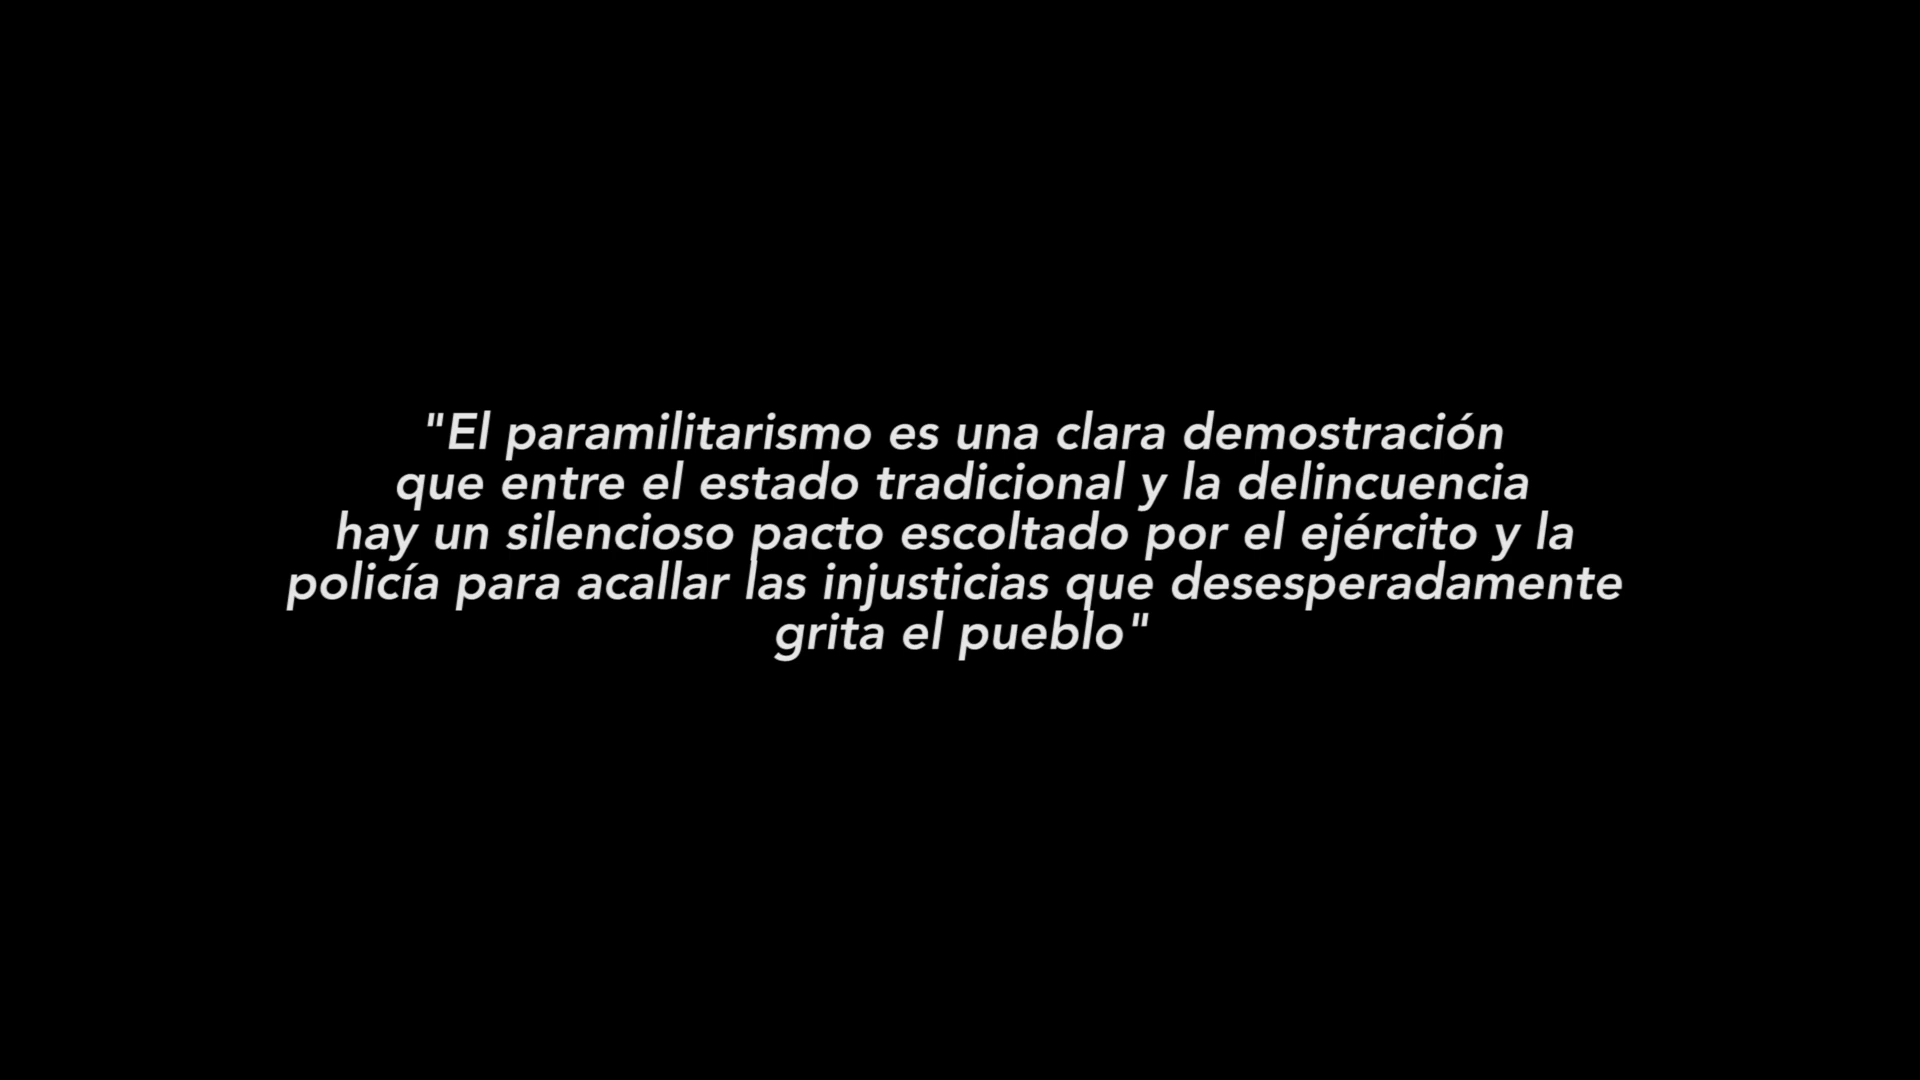 "El paramilitarismo es una clara demostración
que entre el estado tradicional y la delincuencia
hay un silencioso pacto escoltado por el ejército y la
policía para acallar las injusticias que desesperadamente
grita el pueblo"